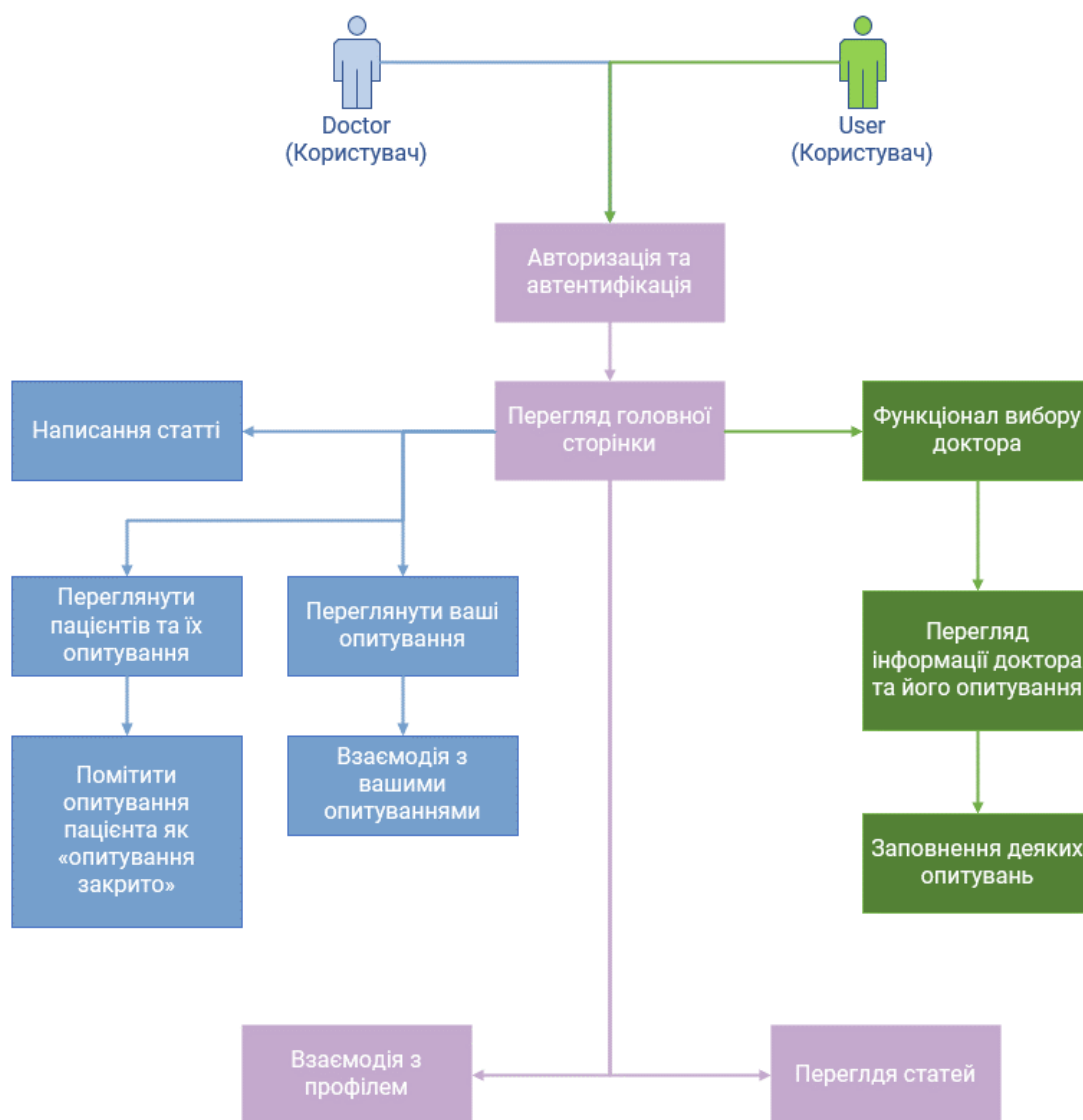 Doctor
(Користувач)
User
(Користувач)
Авторизація та
автентифікація
Написання статті
Перегляд головної
сторінки
Функціонал вибору
доктора
Переглянути
пацієнтів та їх
опитування
Переглянути ваші
опитування
Перегляд
інформації доктора
та його опитування
Помітити
опитування
пацієнта як
«опитування
закрито»
Взаємодія з
вашими
опитуваннями
Заповнення деяких
опитувань
Взаємодія з
профілем
Переглдя статей